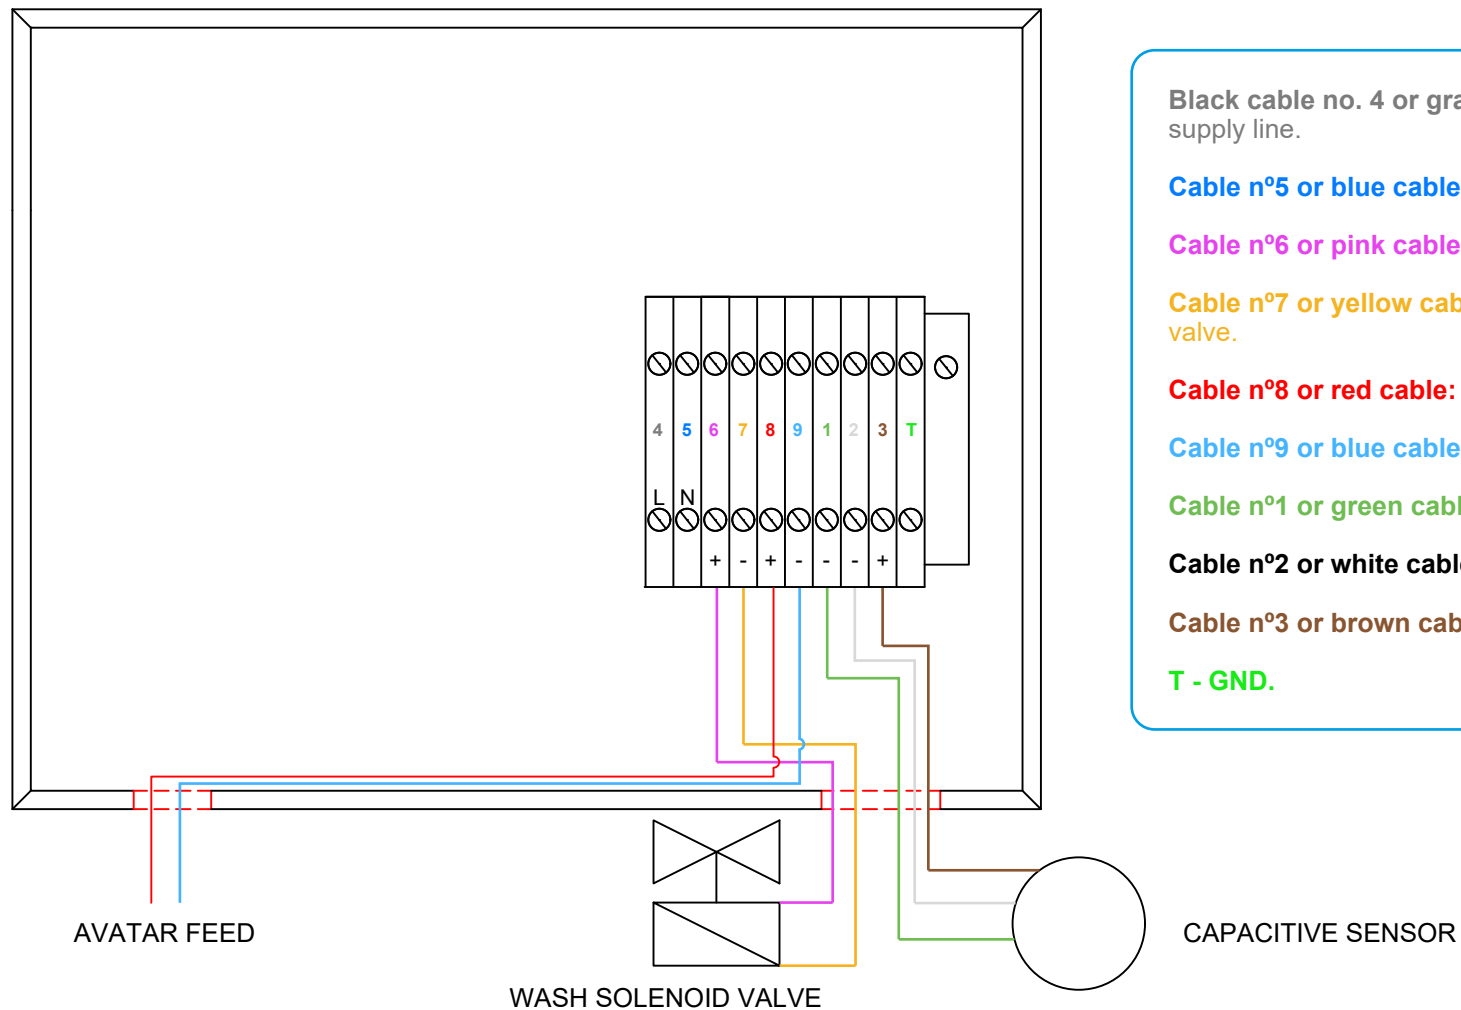 Black cable no. 4 or gra
supply line.
Cable nº5 or blue cable
Cable nº6 or pink cable
Cable nº7 or yellow cab
valve.
Cable nº8 or red cable:
Cable nº9 or blue cable
Cable nº1 or green cabl
Cable nº2 or white cable
Cable nº3 or brown cab
T - GND.
4 5 6 7 8 9 1 2 3 T
L N
+ - + - - - +
AVATAR FEED
CAPACITIVE SENSOR
WASH SOLENOID VALVE